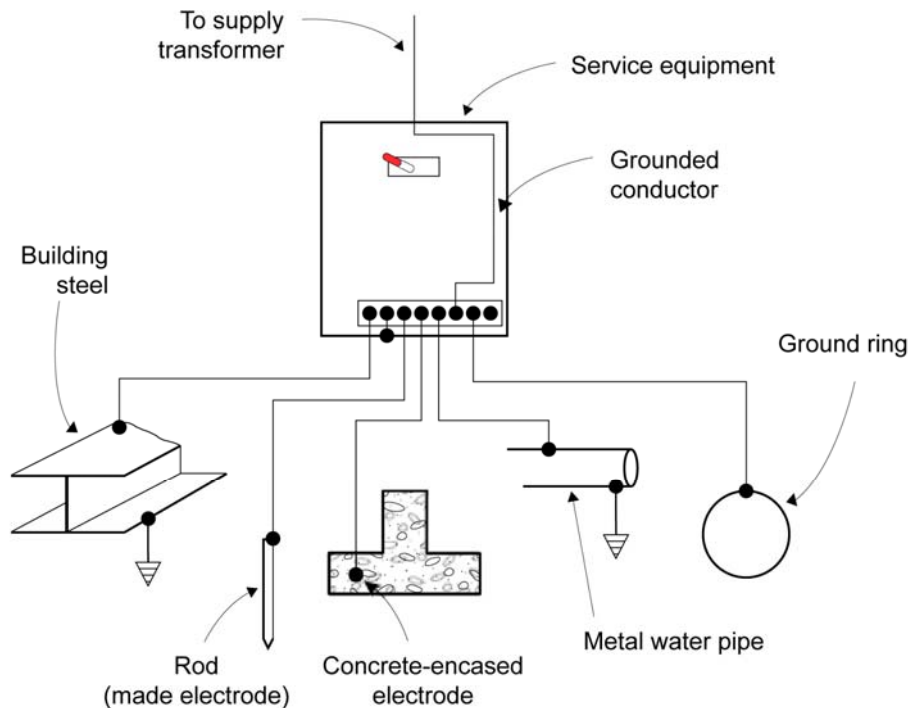 To supply
transformer
Service equipment
Grounded
conductor
Building
steel
Ground ring
Metal water pipe
Rod
(made electrode)
Concrete-encased
electrode